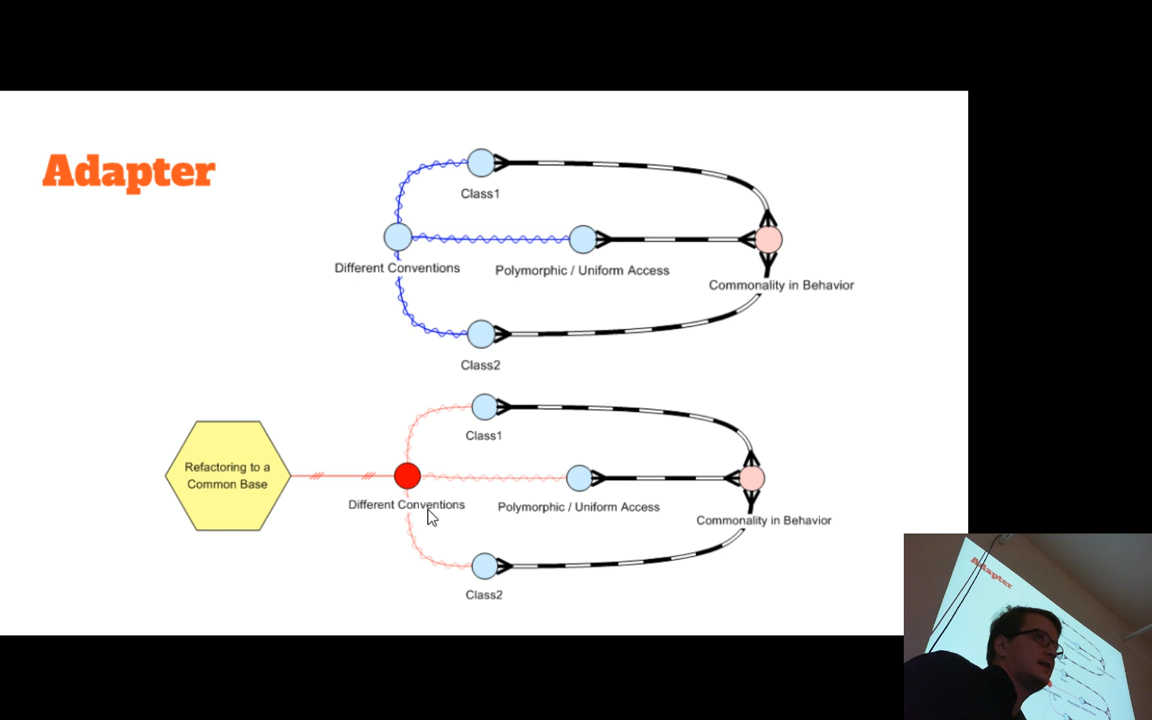 Adapter
Class1
Different Conventions
Polymorphic / Uniform Access
Commonality in Behavior
Class2
Refactoring to a
Common Base
Class1
Different Conventions
Polymorphic / Uniform Access
Commonality in Behavior
Class2
Adapter